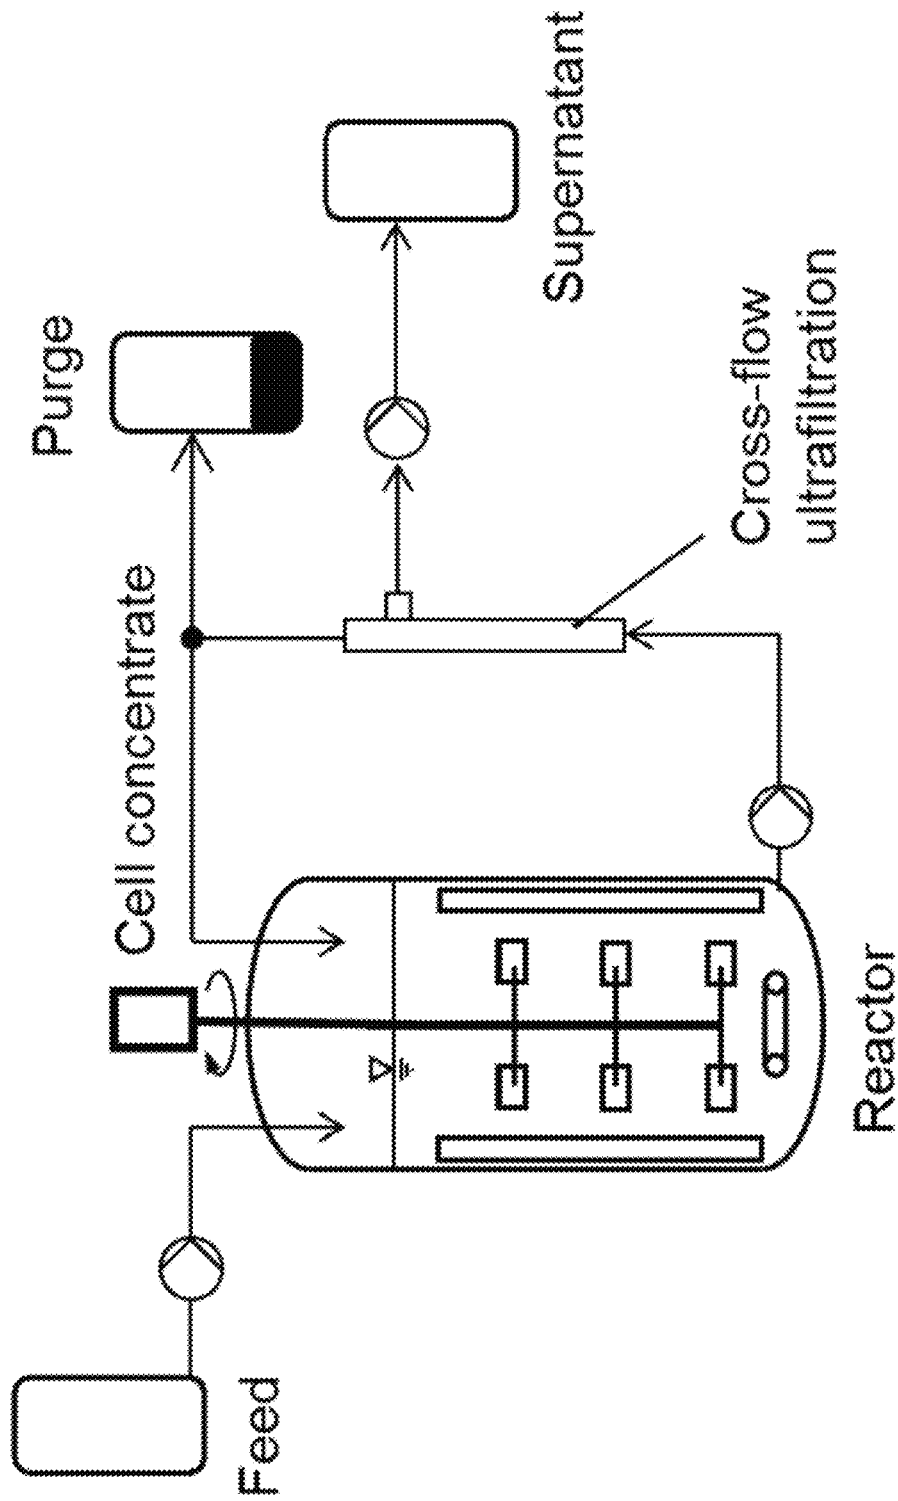 Purge
Cell concentrate
Supernatant
Feed
Cross-flow
ultrafiltration
Reactor